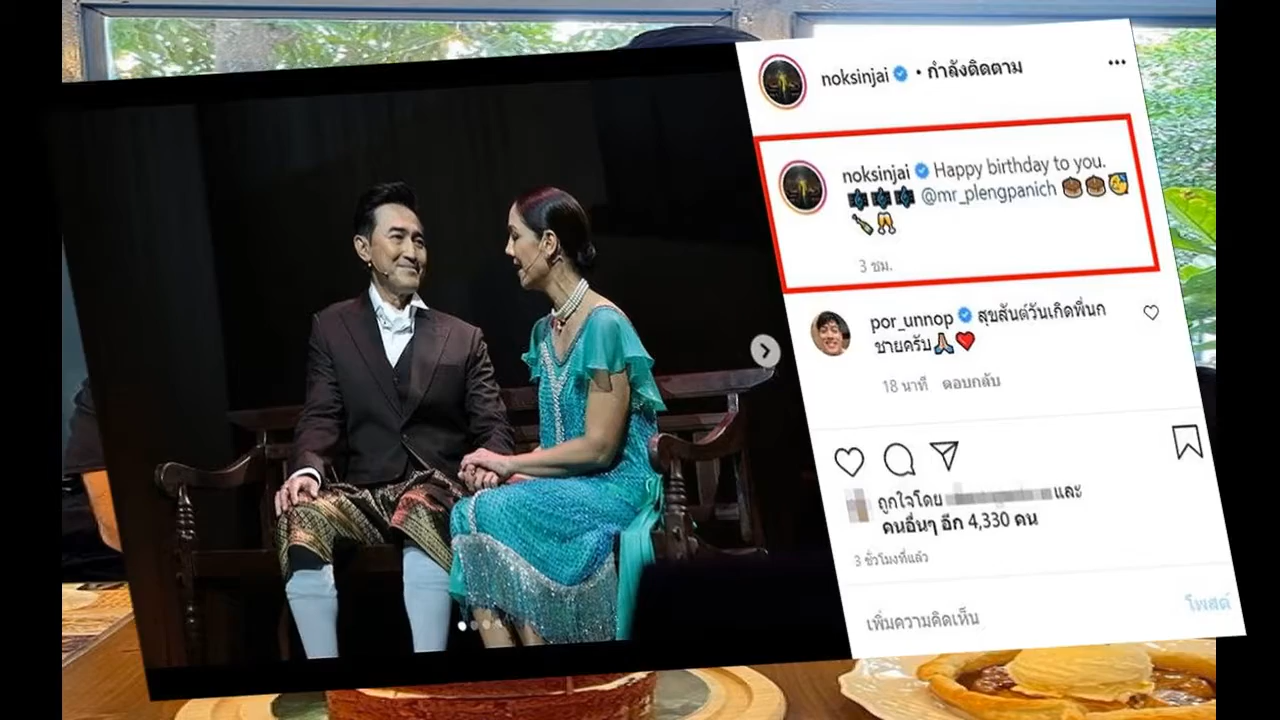 noksinjai • กำลังติดตาม
noksinjai Happy birthday to you.
@mr_plengpanich
3 ชม.
por_unnop สุขสันต์วันเกิดพี่นก
ชายครับ
18 นาที ตอบกลับ
ถูกใจโดย และ
คนอื่นๆ อีก 4,330 คน
3 ชั่วโมงที่แล้ว
เพิ่มความคิดเห็น
โพสต์